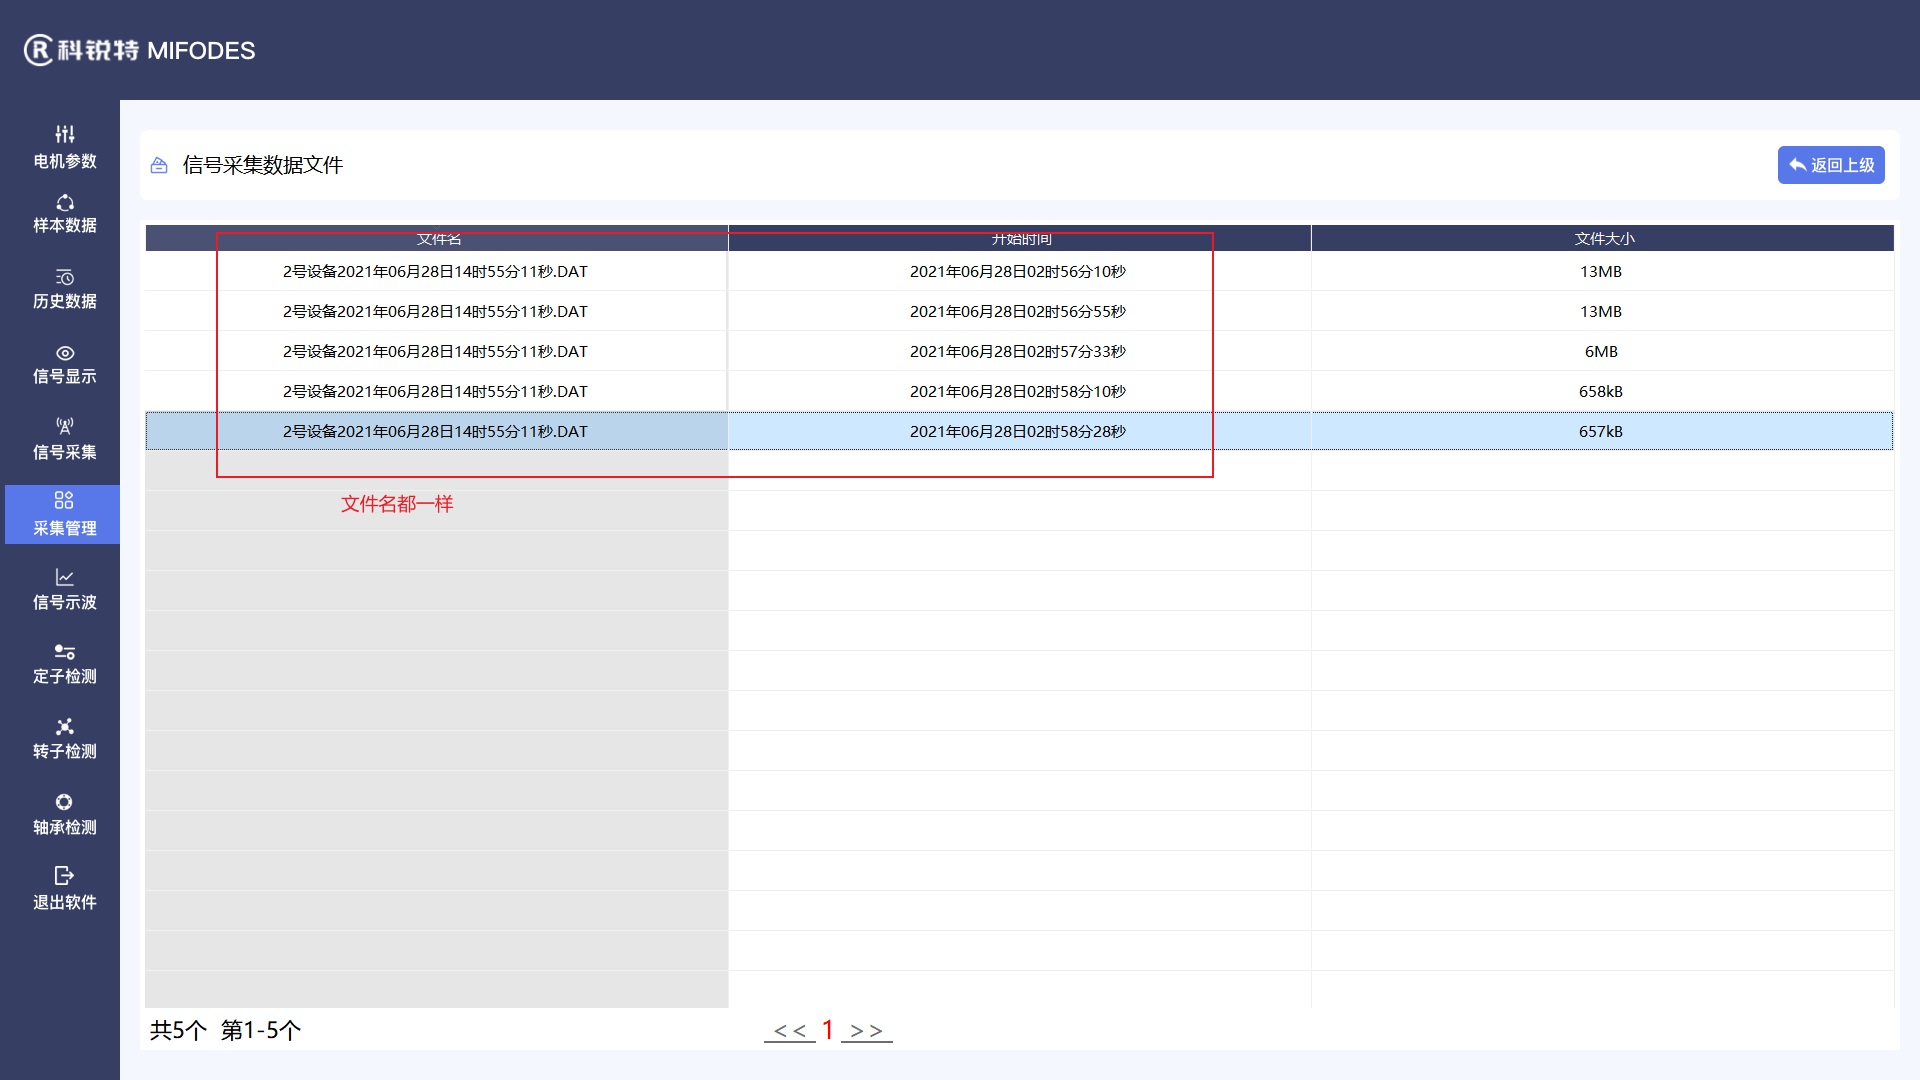 R科锐特 MIFODES
电机参数
样本数据
历史数据
信号显示
信号采集
采集管理
信号示波
定子检测
转子检测
轴承检测
退出软件
信号采集数据文件
返回上级
文件名 开始时间 文件大小
2号设备2021年06月28日14时55分11秒.DAT 2021年06月28日02时56分10秒 13MB
2号设备2021年06月28日14时55分11秒.DAT 2021年06月28日02时56分55秒 13MB
2号设备2021年06月28日14时55分11秒.DAT 2021年06月28日02时57分33秒 6MB
2号设备2021年06月28日14时55分11秒.DAT 2021年06月28日02时58分10秒 658kB
2号设备2021年06月28日14时55分11秒.DAT 2021年06月28日02时58分28秒 657kB
文件名都一样
共5个 第1-5个 << 1 >>